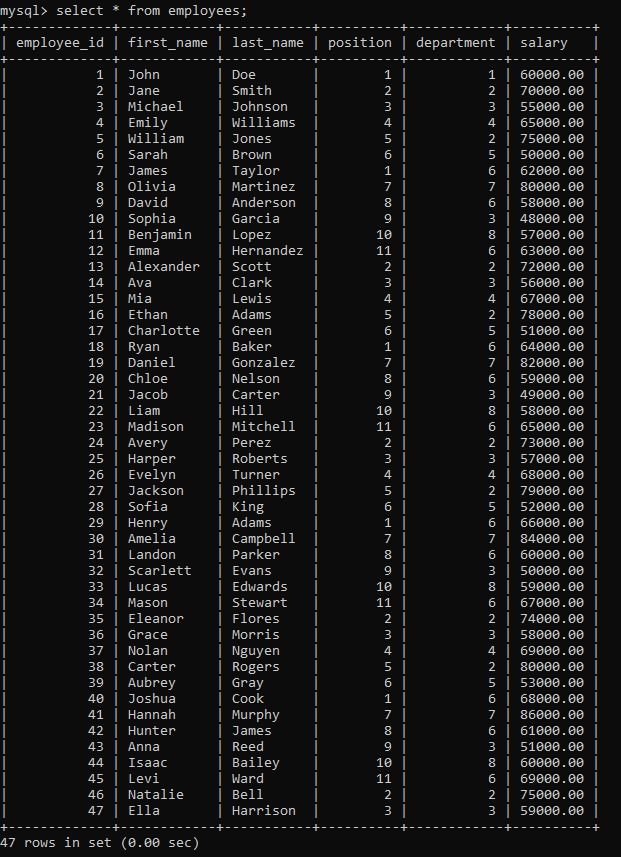 mysql> select * from employees;
+-------------+------------+-----------+----------+------------+----------+
| employee_id | first_name | last_name | position | department | salary   |
+-------------+------------+-----------+----------+------------+----------+
|           1 | John       | Doe       |        1 |          1 | 60000.00 |
|           2 | Jane       | Smith     |        2 |          2 | 70000.00 |
|           3 | Michael    | Johnson   |        3 |          3 | 55000.00 |
|           4 | Emily      | Williams  |        4 |          4 | 65000.00 |
|           5 | William    | Jones     |        5 |          2 | 75000.00 |
|           6 | Sarah      | Brown     |        6 |          5 | 50000.00 |
|           7 | James      | Taylor    |        1 |          6 | 62000.00 |
|           8 | Olivia     | Martinez  |        7 |          7 | 80000.00 |
|           9 | David      | Anderson  |        8 |          6 | 58000.00 |
|          10 | Sophia     | Garcia    |        9 |          3 | 48000.00 |
|          11 | Benjamin   | Lopez     |       10 |          8 | 57000.00 |
|          12 | Emma       | Hernandez |       11 |          6 | 63000.00 |
|          13 | Alexander  | Scott     |        2 |          2 | 72000.00 |
|          14 | Ava        | Clark     |        3 |          3 | 56000.00 |
|          15 | Mia        | Lewis     |        4 |          4 | 67000.00 |
|          16 | Ethan      | Adams     |        5 |          2 | 78000.00 |
|          17 | Charlotte  | Green     |        6 |          5 | 51000.00 |
|          18 | Ryan       | Baker     |        1 |          6 | 64000.00 |
|          19 | Daniel     | Gonzalez  |        7 |          7 | 82000.00 |
|          20 | Chloe      | Nelson    |        8 |          6 | 59000.00 |
|          21 | Jacob      | Carter    |        9 |          3 | 49000.00 |
|          22 | Liam       | Hill      |       10 |          8 | 58000.00 |
|          23 | Madison    | Mitchell  |       11 |          6 | 65000.00 |
|          24 | Avery      | Perez     |        2 |          2 | 73000.00 |
|          25 | Harper     | Roberts   |        3 |          3 | 57000.00 |
|          26 | Evelyn     | Turner    |        4 |          4 | 68000.00 |
|          27 | Jackson    | Phillips  |        5 |          2 | 79000.00 |
|          28 | Sofia      | King      |        6 |          5 | 52000.00 |
|          29 | Henry      | Adams     |        1 |          6 | 66000.00 |
|          30 | Amelia     | Campbell  |        7 |          7 | 84000.00 |
|          31 | Landon     | Parker    |        8 |          6 | 60000.00 |
|          32 | Scarlett   | Evans     |        9 |          3 | 50000.00 |
|          33 | Lucas      | Edwards   |       10 |          8 | 59000.00 |
|          34 | Mason      | Stewart   |       11 |          6 | 67000.00 |
|          35 | Eleanor    | Flores    |        2 |          2 | 74000.00 |
|          36 | Grace      | Morris    |        3 |          3 | 58000.00 |
|          37 | Nolan      | Nguyen    |        4 |          4 | 69000.00 |
|          38 | Carter     | Rogers    |        5 |          2 | 80000.00 |
|          39 | Aubrey     | Gray      |        6 |          5 | 53000.00 |
|          40 | Joshua     | Cook      |        1 |          6 | 68000.00 |
|          41 | Hannah     | Murphy    |        7 |          7 | 86000.00 |
|          42 | Hunter     | James     |        8 |          6 | 61000.00 |
|          43 | Anna       | Reed      |        9 |          3 | 51000.00 |
|          44 | Isaac      | Bailey    |       10 |          8 | 60000.00 |
|          45 | Levi       | Ward      |       11 |          6 | 69000.00 |
|          46 | Natalie    | Bell      |        2 |          2 | 75000.00 |
|          47 | Ella       | Harrison  |        3 |          3 | 59000.00 |
+-------------+------------+-----------+----------+------------+----------+
47 rows in set (0.00 sec)